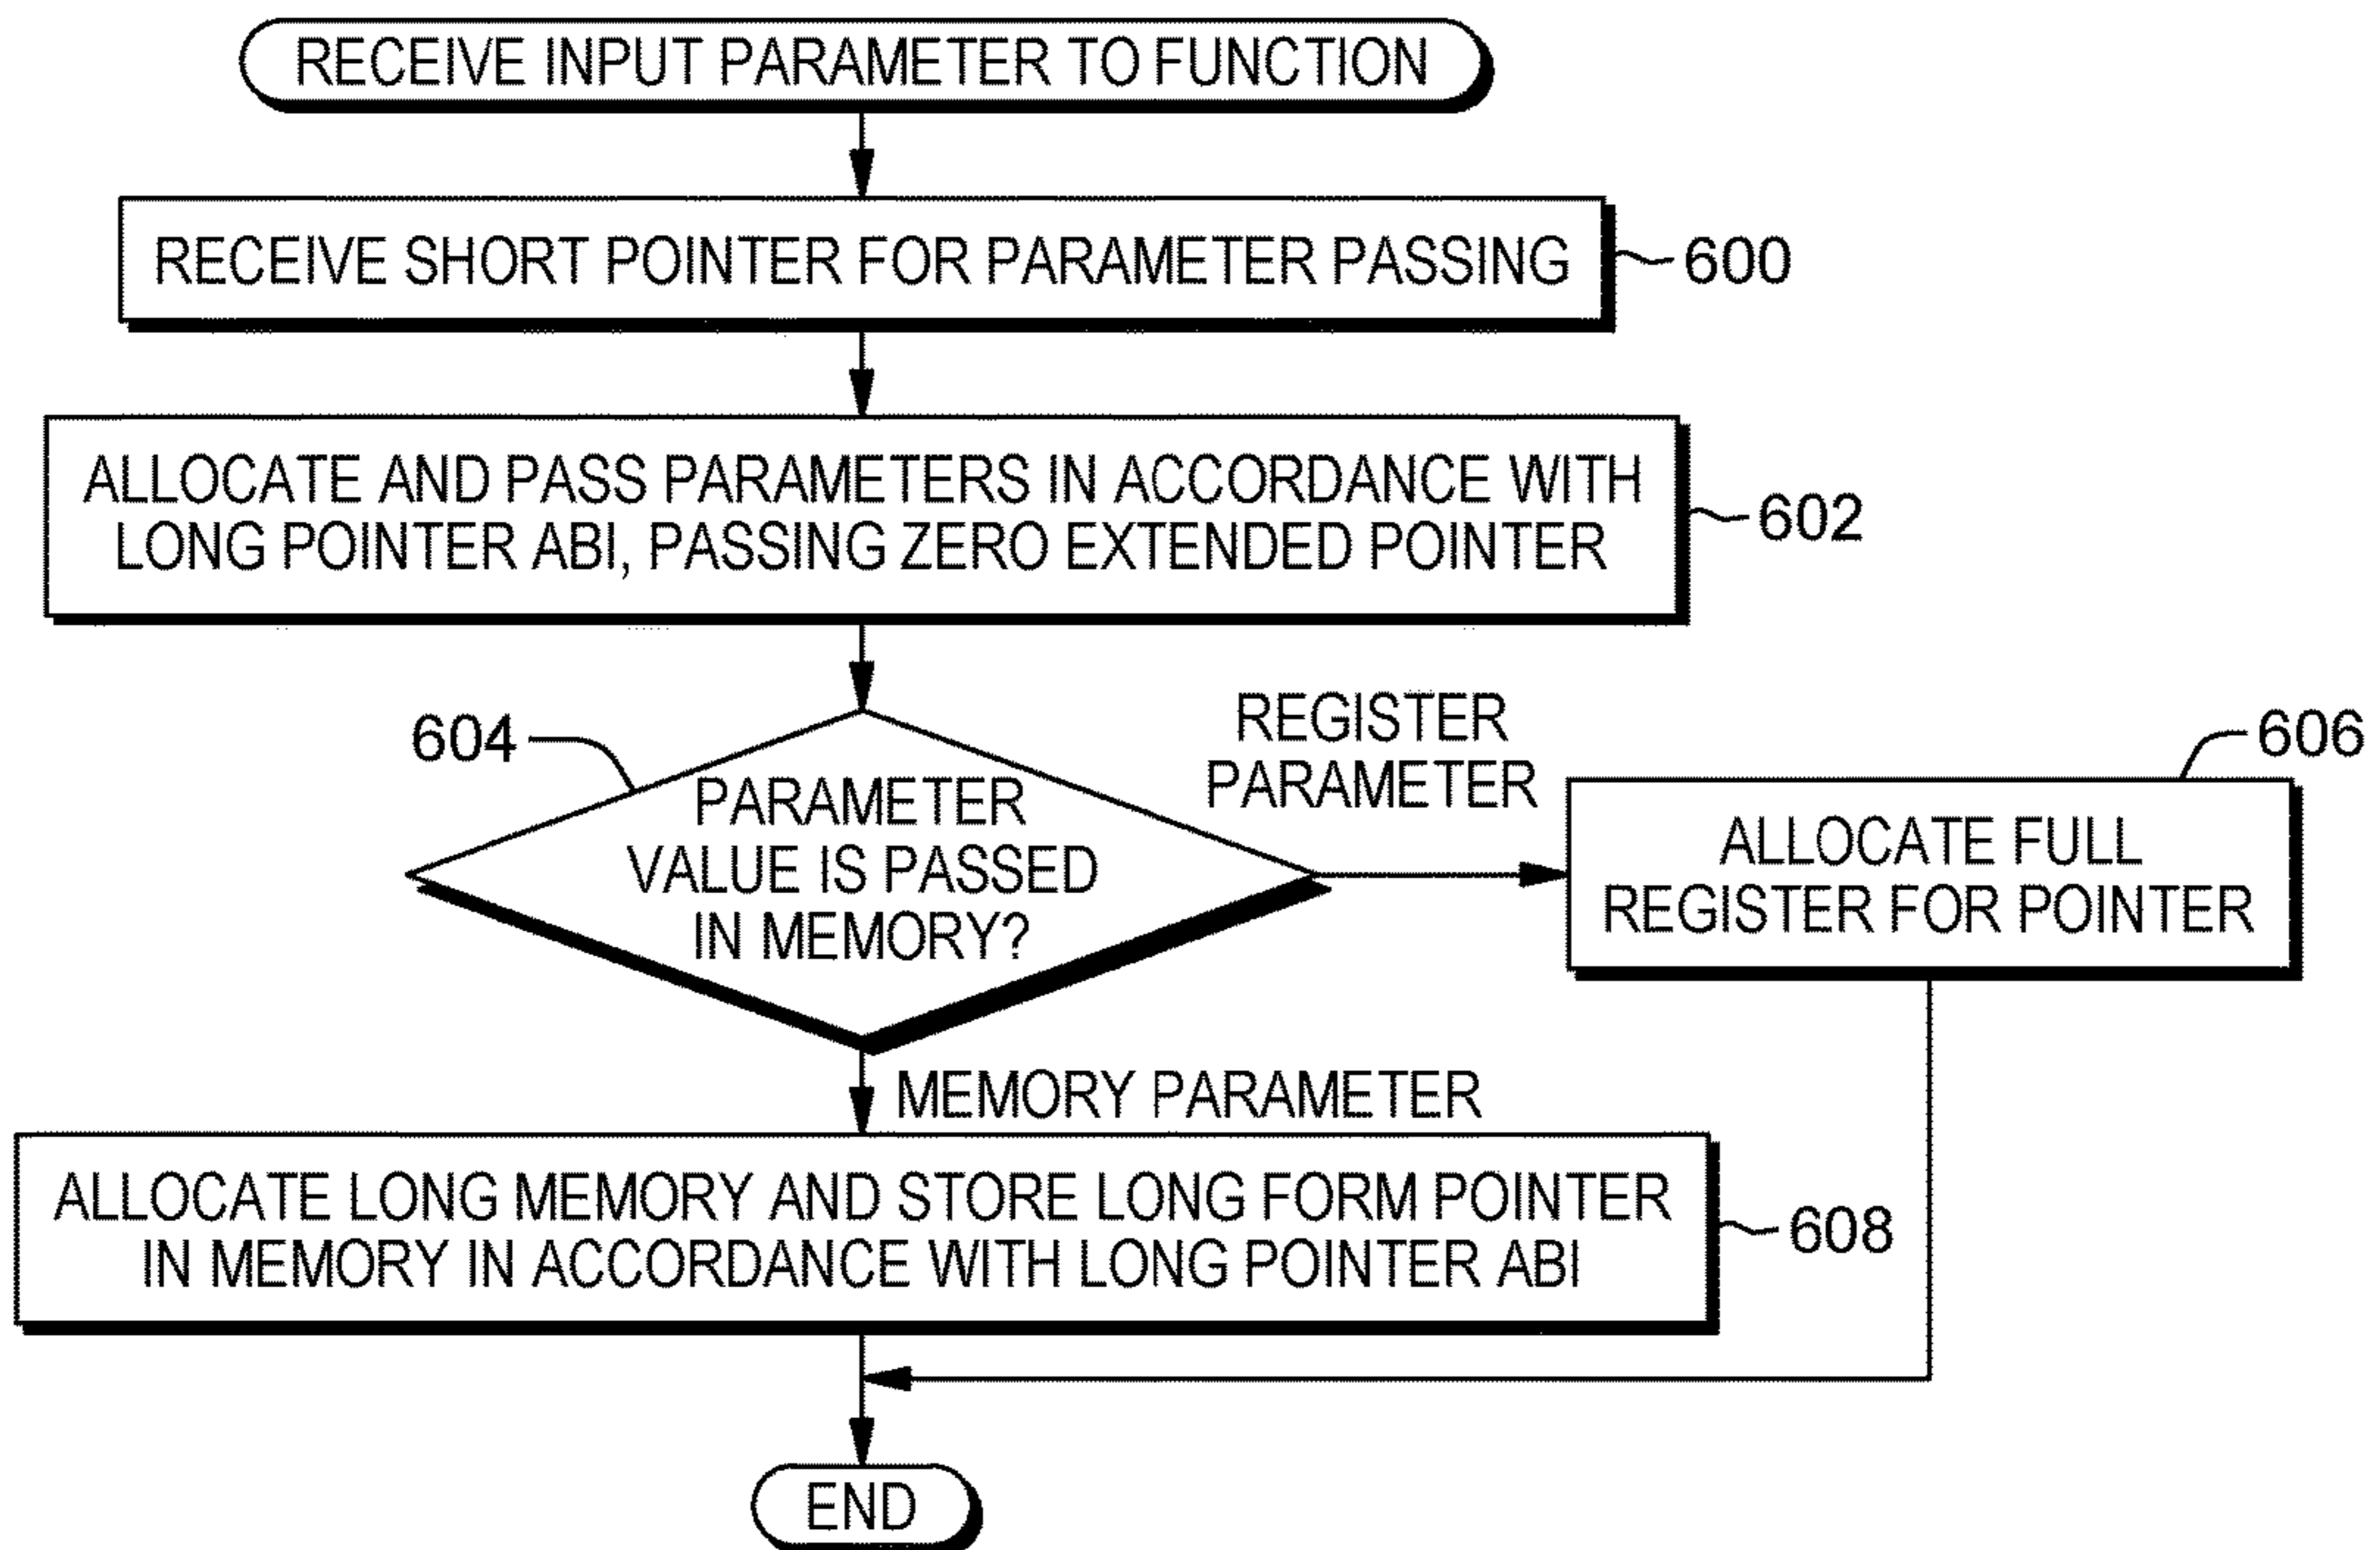 RECEIVE INPUT PARAMETER TO FUNCTION
RECEIVE SHORT POINTER FOR PARAMETER PASSING
600
ALLOCATE AND PASS PARAMETERS IN ACCORDANCE WITH
LONG POINTER ABI, PASSING ZERO EXTENDED POINTER
602
604
PARAMETER
VALUE IS PASSED
IN MEMORY?
REGISTER
PARAMETER
606
ALLOCATE FULL
REGISTER FOR POINTER
MEMORY PARAMETER
ALLOCATE LONG MEMORY AND STORE LONG FORM POINTER
IN MEMORY IN ACCORDANCE WITH LONG POINTER ABI
608
END